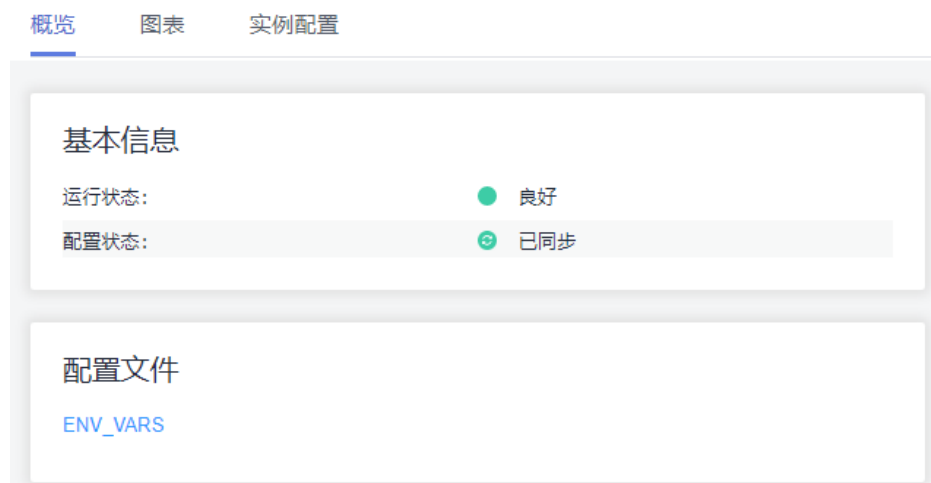 概览 图表 实例配置
基本信息
运行状态: 良好
配置状态: 已同步
配置文件
ENV_VARS